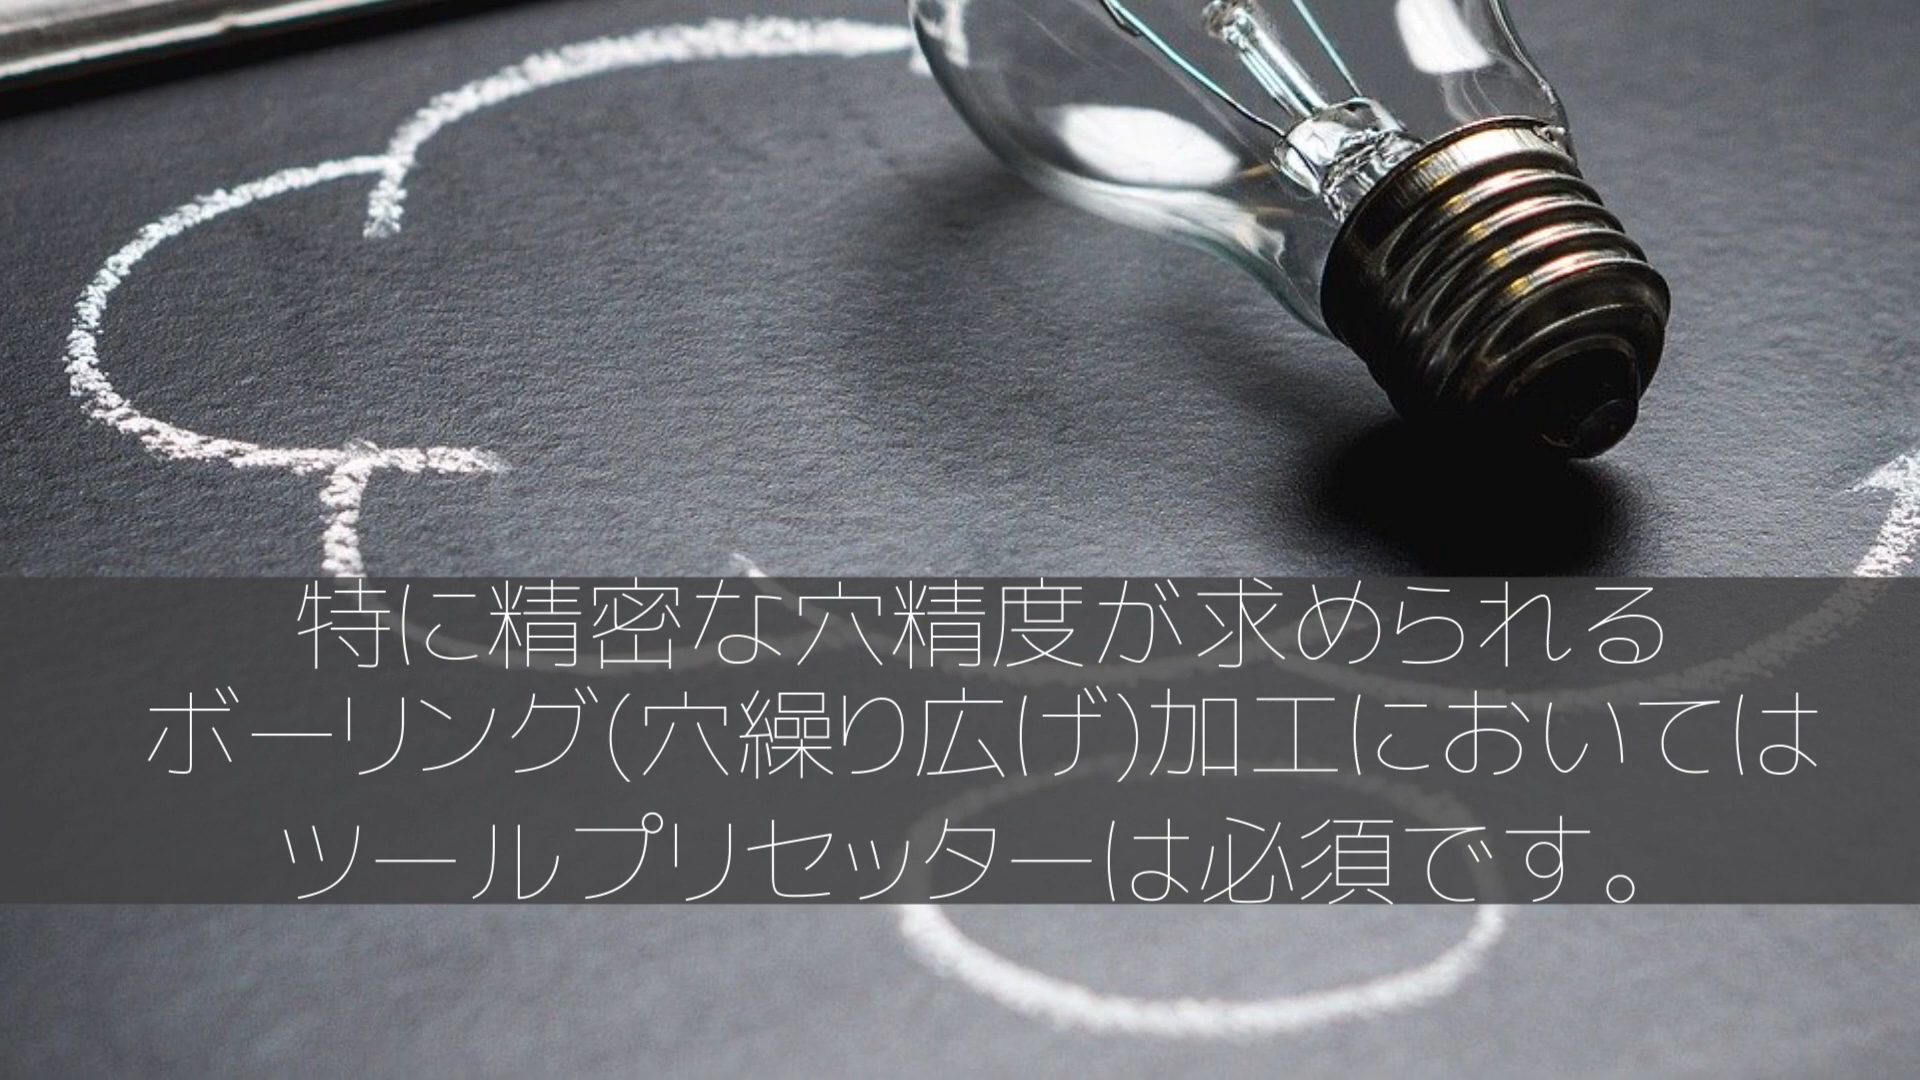 特に精密な穴精度が求められる
ボーリング(穴繰り広げ)加工においては
ツールプリセッターは必須です。